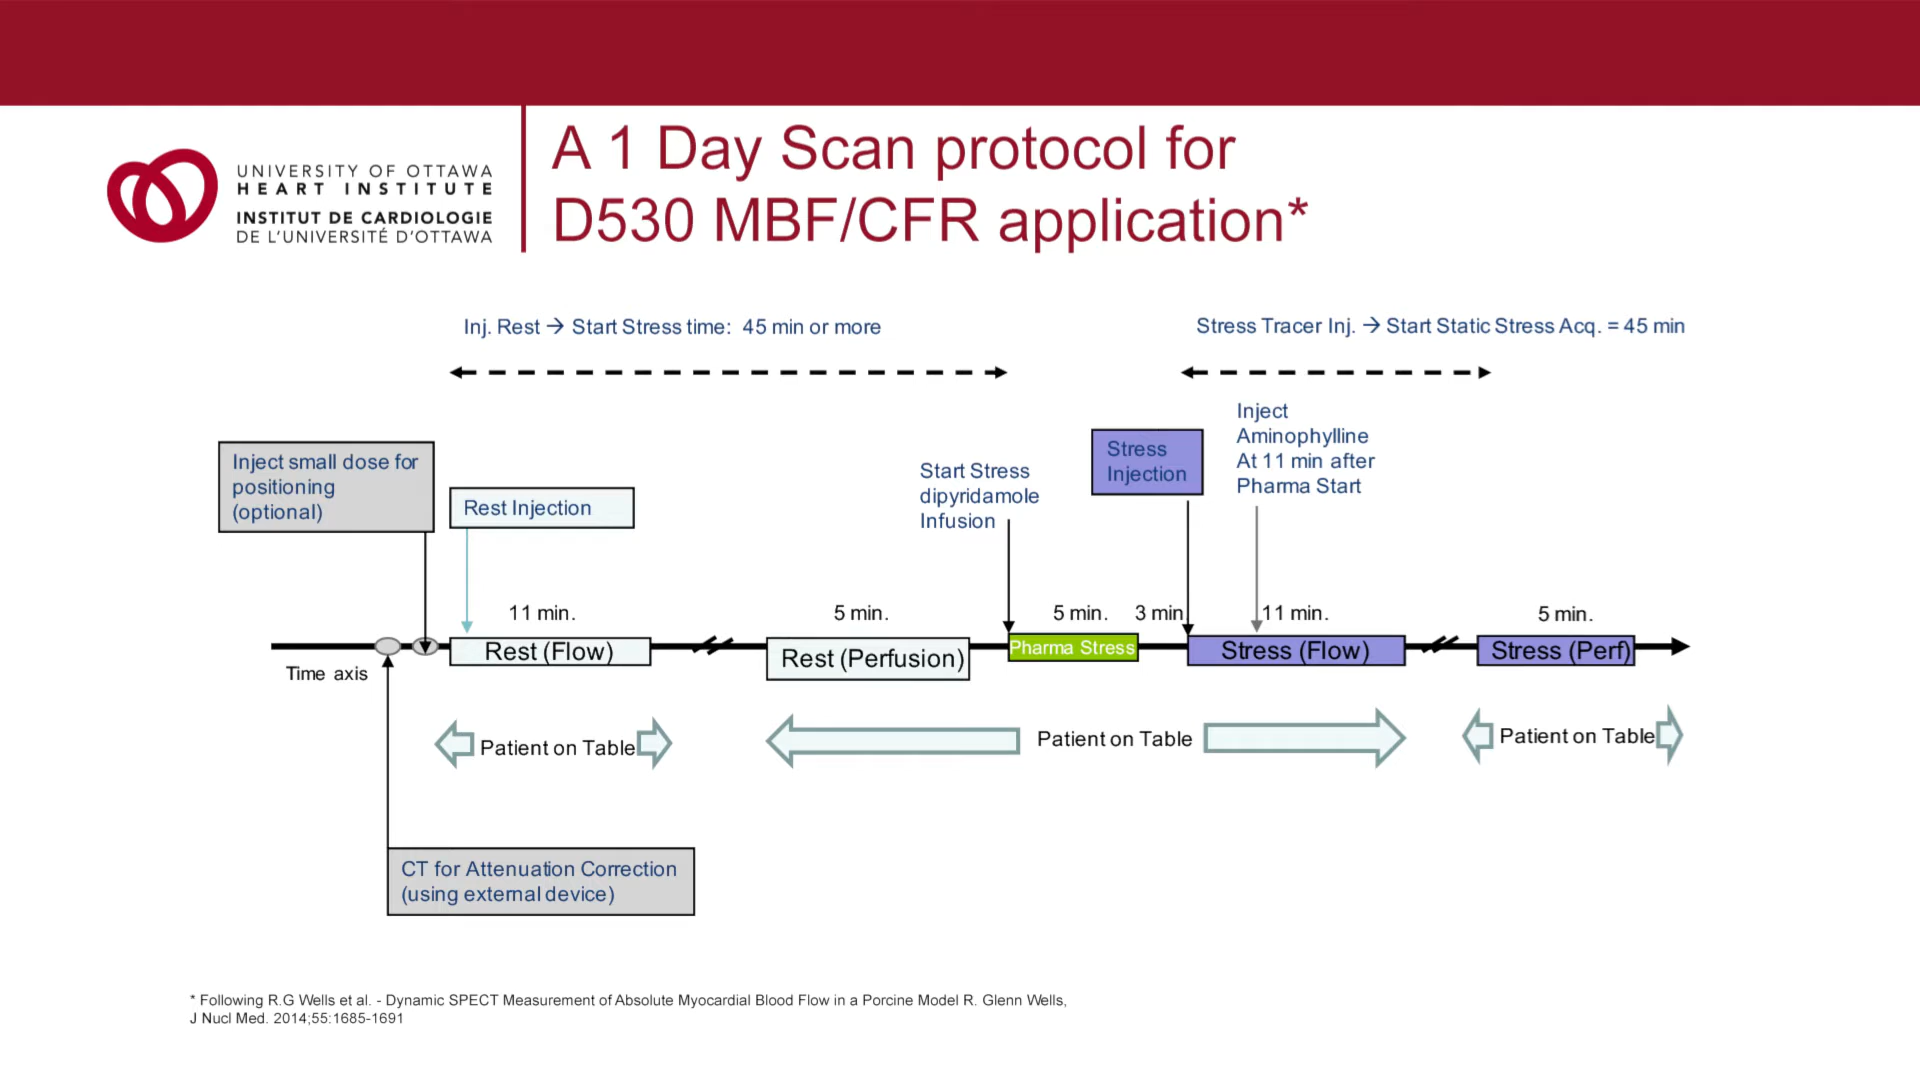 UNIVERSITY OF OTTAWA
HEART INSTITUTE
INSTITUT DE CARDIOLOGIE
DE L'UNIVERSITÉ D'OTTAWA
A 1 Day Scan protocol for
D530 MBF/CFR application*
Inj. Rest → Start Stress time: 45 min or more
Stress Tracer Inj. → Start Static Stress Acq. = 45 min
Inject small dose for
positioning
(optional)
Rest Injection
Start Stress
dipyridamole
Infusion
Stress
Injection
Inject
Aminophylline
At 11 min after
Pharma Start
11 min.
5 min.
5 min.
3 min
11 min.
5 min.
Time axis
Rest (Flow)
Rest (Perfusion)
Pharma Stress
Stress (Flow)
Stress (Perf)
Patient on Table
Patient on Table
Patient on Table
CT for Attenuation Correction
(using external device)
* Following R.G Wells et al. - Dynamic SPECT Measurement of Absolute Myocardial Blood Flow in a Porcine Model R. Glenn Wells,
J Nucl Med. 2014;55:1685-1691